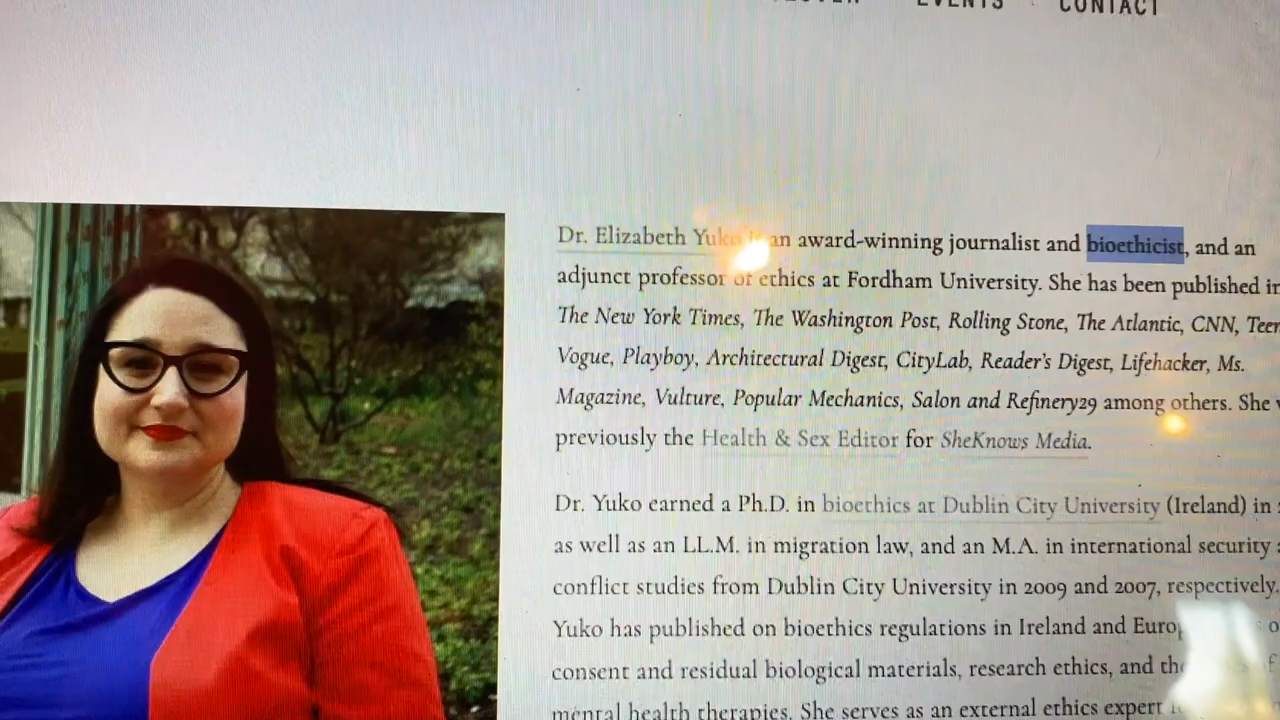 EVENTS CONTACT
Dr. Elizabeth Yuko an award-winning journalist and bioethicist, and an
adjunct professor of ethics at Fordham University. She has been published in
The New York Times, The Washington Post, Rolling Stone, The Atlantic, CNN, Teen
Vogue, Playboy, Architectural Digest, CityLab, Reader's Digest, Lifehacker, Ms.
Magazine, Vulture, Popular Mechanics, Salon and Refinery29 among others. She
previously the Health & Sex Editor for SheKnows Media.
Dr. Yuko earned a Ph.D. in bioethics at Dublin City University (Ireland) in
as well as an LL.M. in migration law, and an M.A. in international security
conflict studies from Dublin City University in 2009 and 2007, respectively.
Yuko has published on bioethics regulations in Ireland and
consent and residual biological materials, research ethics, and
mental health therapies. She serves as an external ethics expert